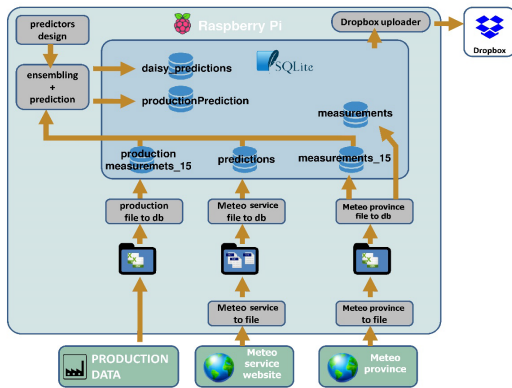 Raspberry Pi
predictors
design
Dropbox uploader
Dropbox
ensembling
+
prediction
daisy_predictions
SQLite
productionPrediction
measurements
production
measuremets_15
predictions
measurements_15
production
file to db
Meteo service
file to db
Meteo province
file to db
Meteo service
to file
Meteo province
to file
PRODUCTION
DATA
Meteo
service
website
Meteo
province